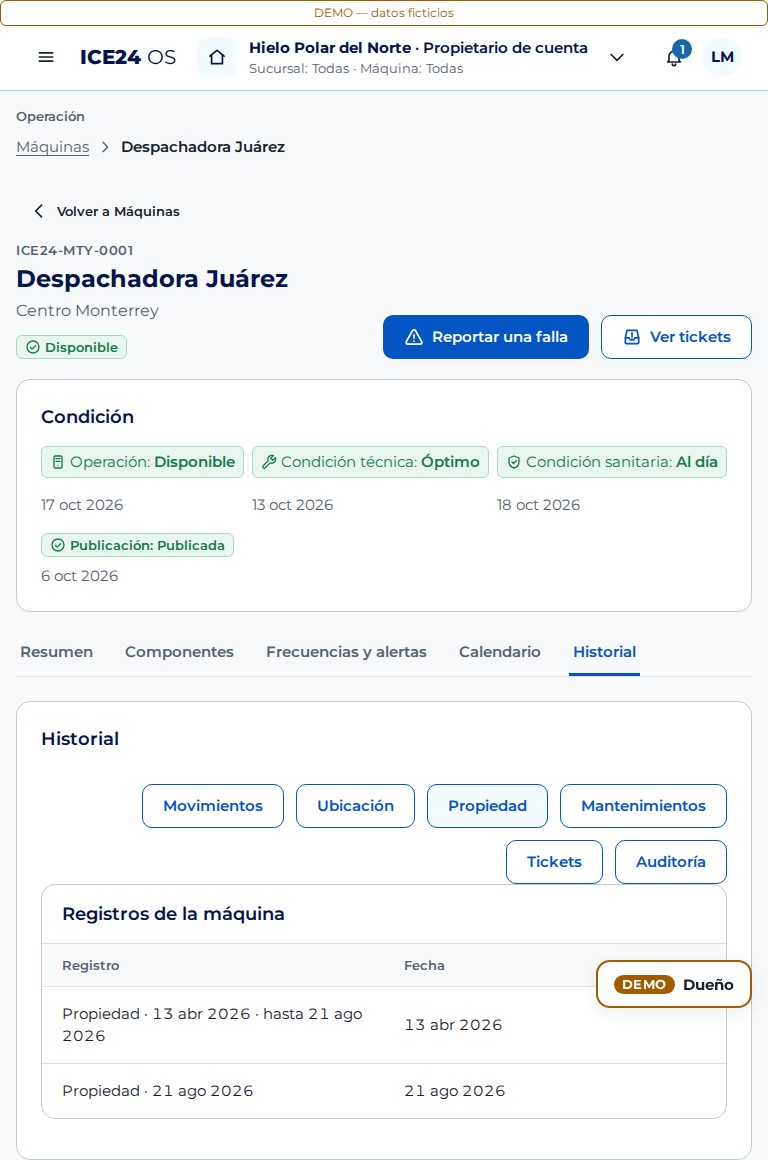 DEMO — datos ficticios
ICE24 OS
Hielo Polar del Norte · Propietario de cuenta
Sucursal: Todas · Máquina: Todas
1
LM
Operación
Máquinas
Despachadora Juárez
Volver a Máquinas
ICE24-MTY-0001
Despachadora Juárez
Centro Monterrey
Disponible
Reportar una falla
Ver tickets
Condición
Operación: Disponible
Condición técnica: Óptimo
Condición sanitaria: Al día
17 oct 2026
13 oct 2026
18 oct 2026
Publicación: Publicada
6 oct 2026
Resumen
Componentes
Frecuencias y alertas
Calendario
Historial
Historial
Movimientos
Ubicación
Propiedad
Mantenimientos
Tickets
Auditoría
Registros de la máquina
Registro
Fecha
DEMO Dueño
Propiedad · 13 abr 2026 · hasta 21 ago
2026
13 abr 2026
Propiedad · 21 ago 2026
21 ago 2026